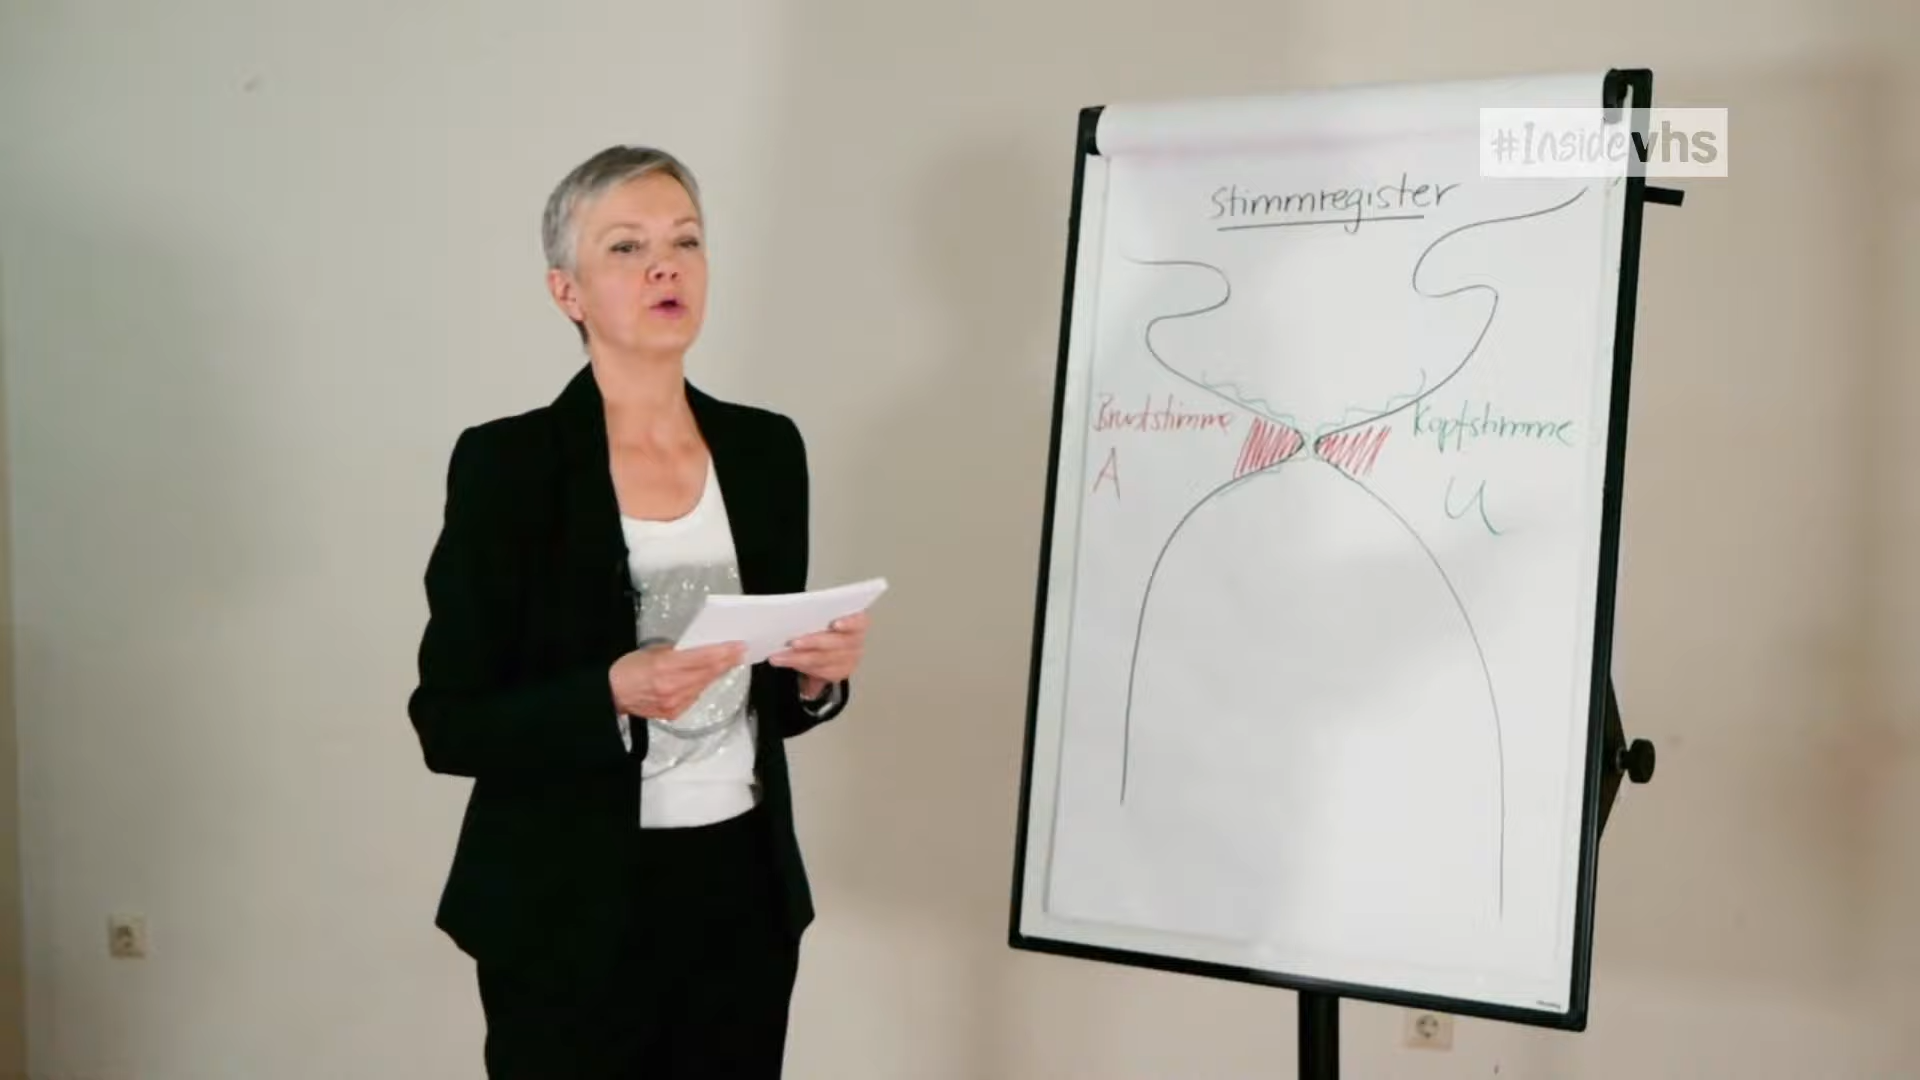 #Insidevhs
Stimmregister
Bruststimme
Kopfstimme
A
U